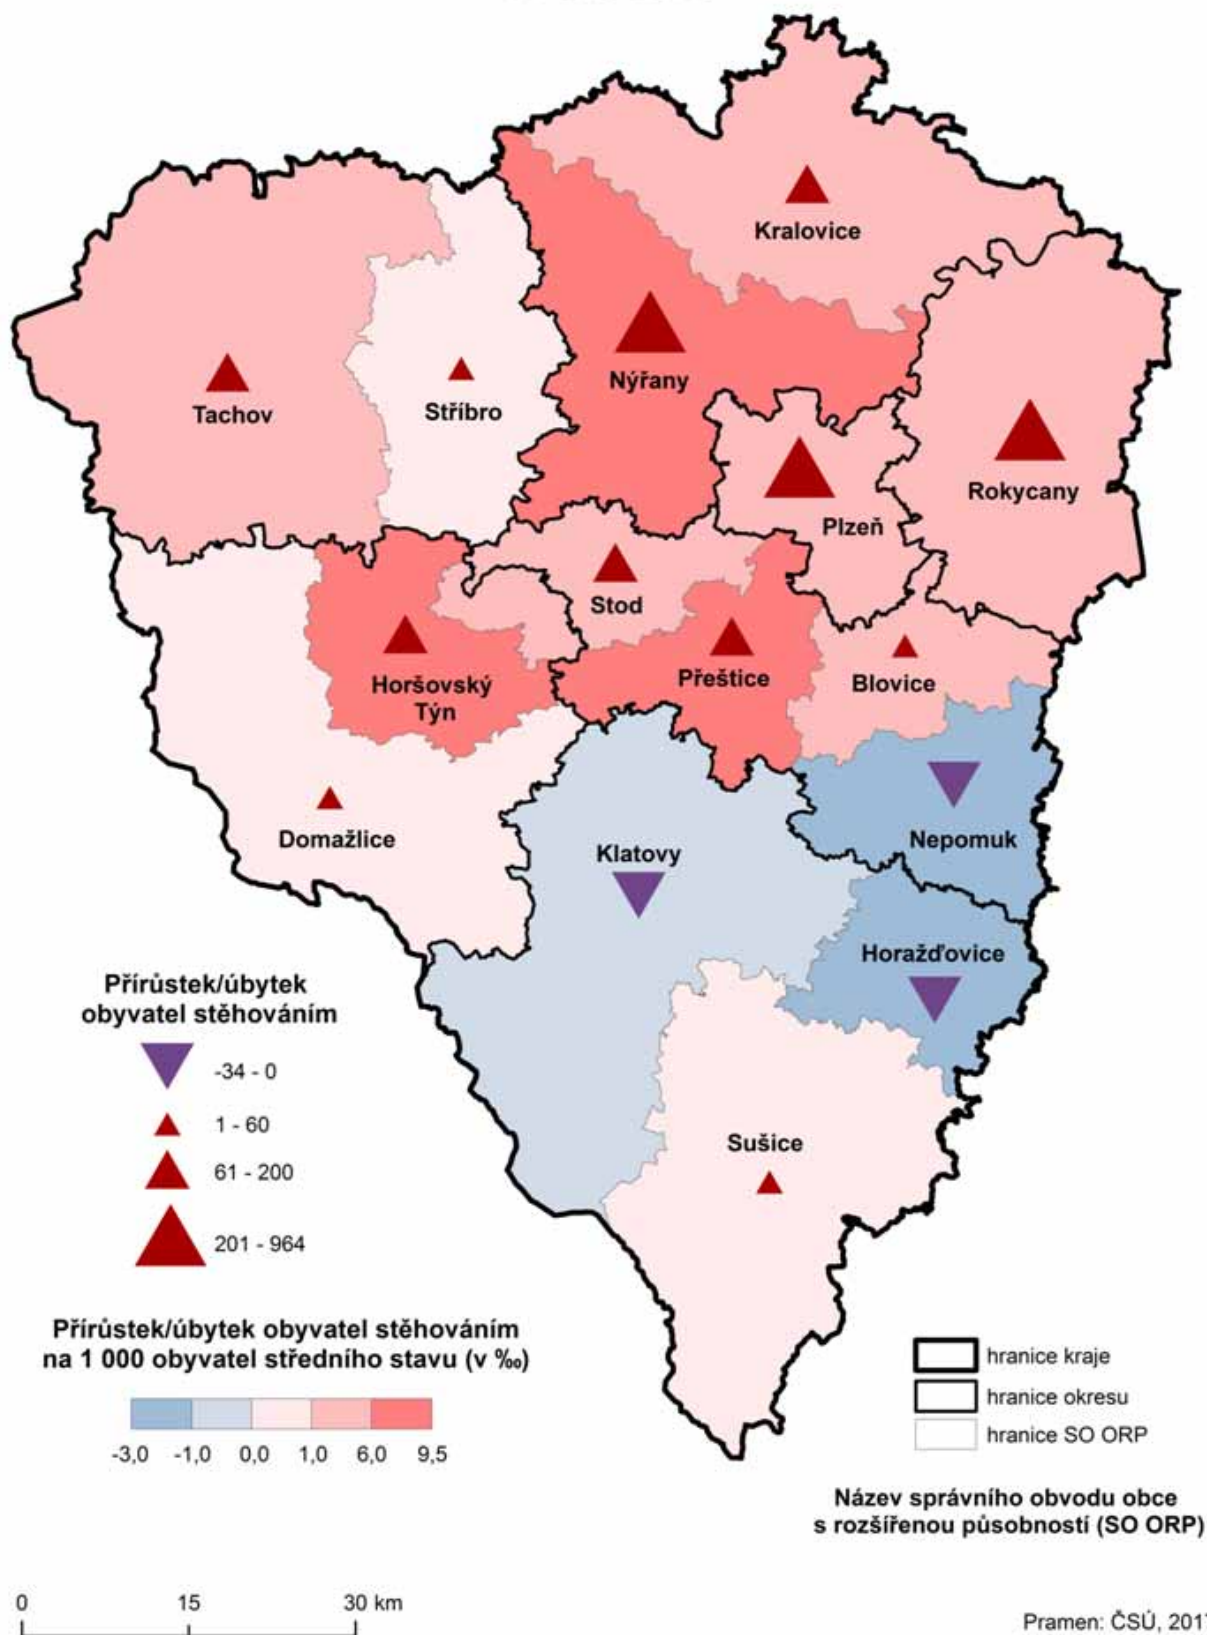 Kralovice
Nýřany
Tachov
Stříbro
Rokycany
Plzeň
Stod
Horšovský
Týn
Přeštice
Blovice
Domažlice
Klatovy
Nepomuk
Horažďovice
Sušice
Přírůstek/úbytek
obyvatel stěhováním
-34 - 0
1 - 60
61 - 200
201 - 964
Přírůstek/úbytek obyvatel stěhováním
na 1 000 obyvatel středního stavu (v ‰)
-3,0 -1,0 0,0 1,0 6,0 9,5
hranice kraje
hranice okresu
hranice SO ORP
Název správního obvodu obce
s rozšířenou působností (SO ORP)
0 15 30 km
Pramen: ČSÚ, 2017